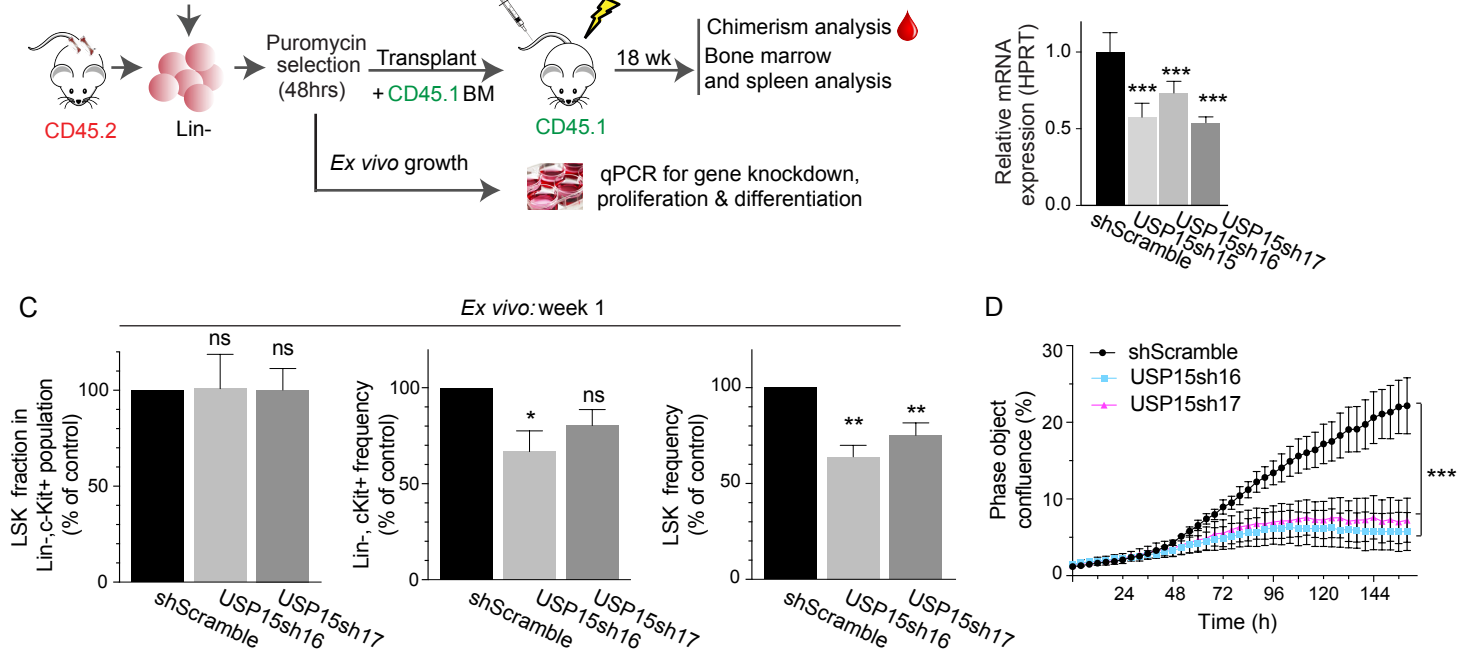 Puromycin
selection
(48hrs)
Transplant
+ CD45.1 BM
18 wk
Chimerism analysis
Bone marrow
and spleen analysis
CD45.2
Lin-
CD45.1
Ex vivo growth
qPCR for gene knockdown,
proliferation & differentiation
Relative mRNA
expression (HPRT)
1.0
0.5
0.0
***
***
***
shScramble
USP15sh15
USP15sh16
USP15sh17
C
Ex vivo: week 1
LSK fraction in
Lin-,c-Kit+ population
(% of control)
100
50
0
ns
ns
shScramble
USP15sh16
USP15sh17
Lin-, cKit+ frequency
(% of control)
100
50
0
*
ns
shScramble
USP15sh16
USP15sh17
LSK frequency
(% of control)
100
50
0
**
**
shScramble
USP15sh16
USP15sh17
D
Phase object
confluence (%)
30
20
10
0
shScramble
USP15sh16
USP15sh17
***
24
48
72
96
120
144
Time (h)